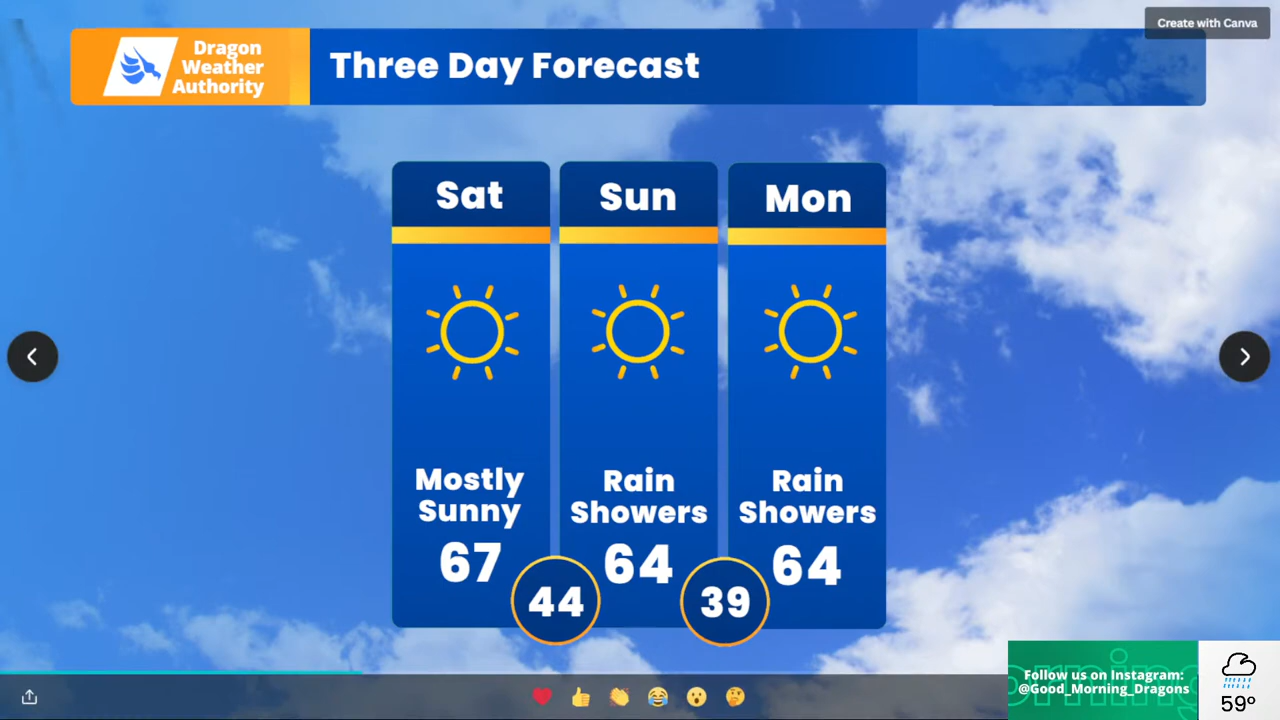 Create with Canva
Dragon
Weather
Authority
Three Day Forecast
Sat
Sun
Mon
Mostly
Sunny
67
Rain
Showers
64
Rain
Showers
64
44
39
Follow us on Instagram:
@Good_Morning_Dragons
59°